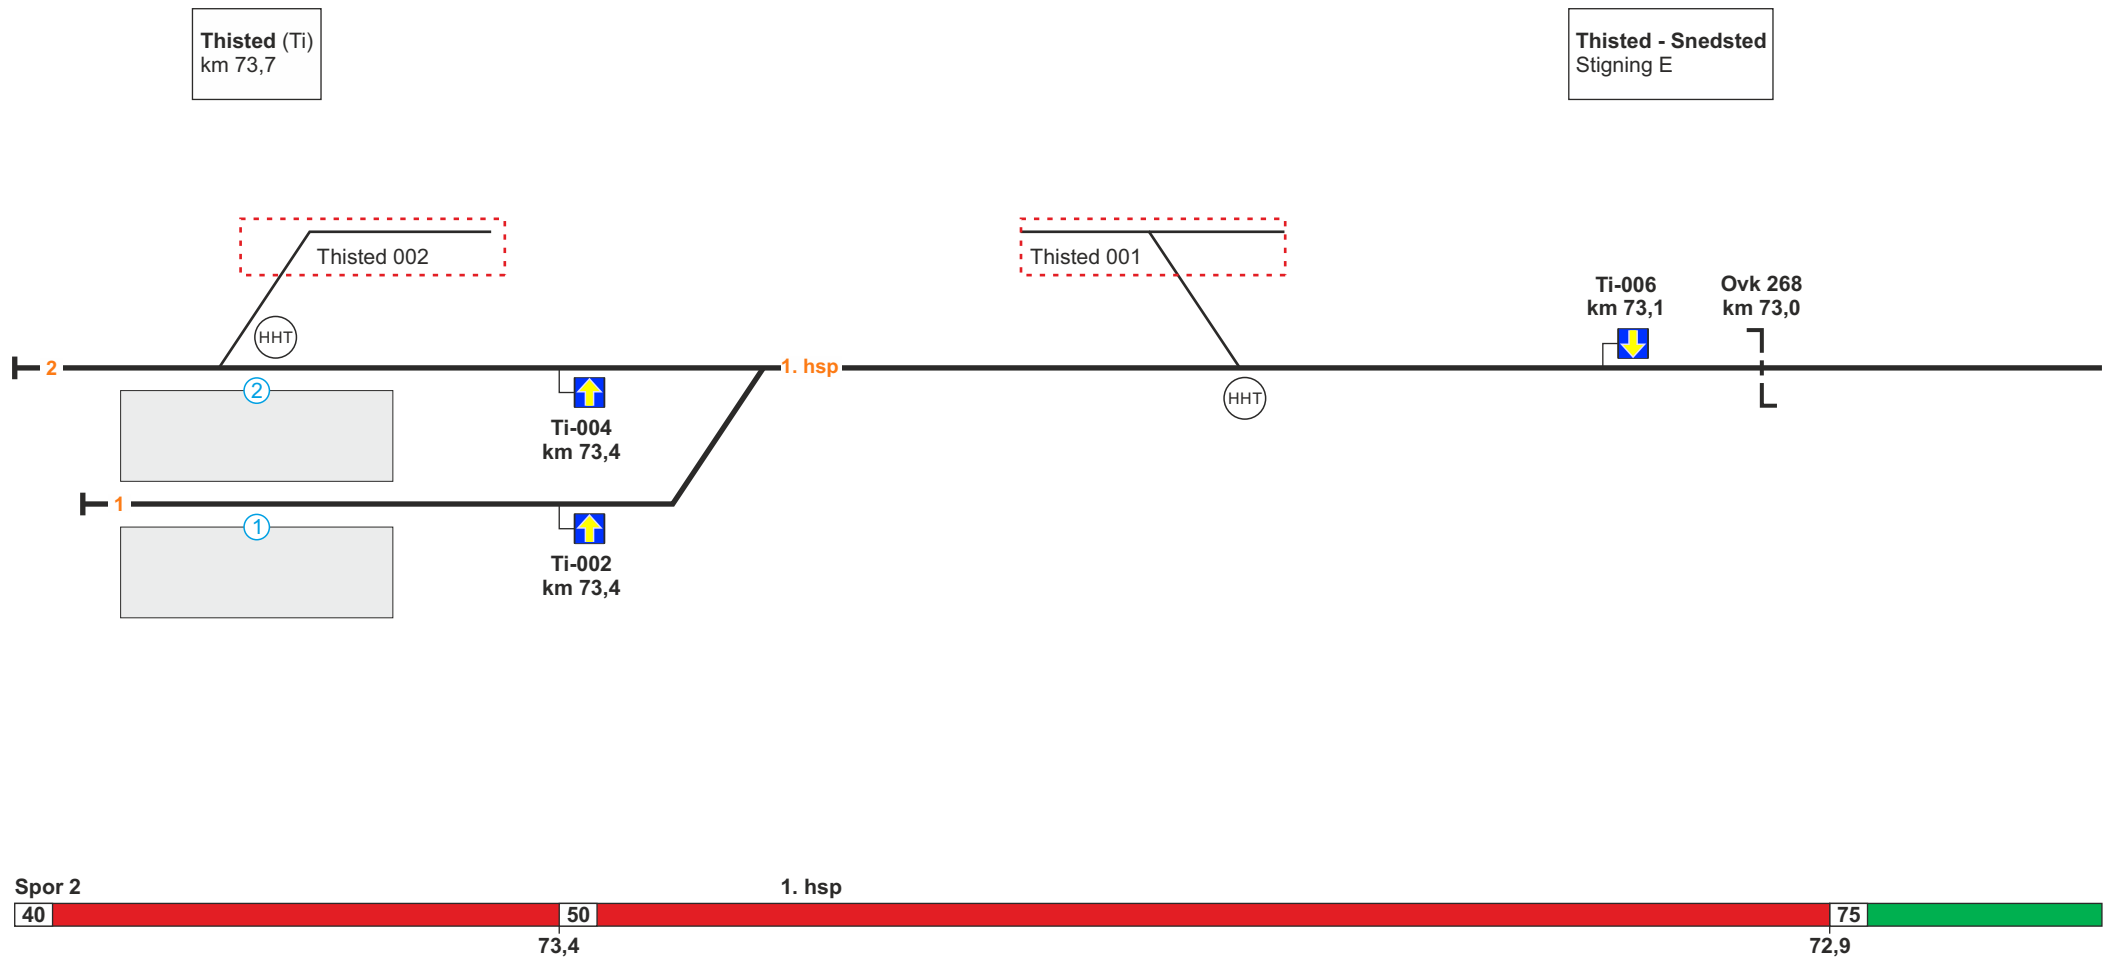 Thisted (Ti)
km 73,7
Thisted - Snedsted
Stigning E
Thisted 002
Thisted 001
HHT
Ti-006
km 73,1
Ovk 268
km 73,0
2
1. hsp
2
HHT
Ti-004
km 73,4
1
1
Ti-002
km 73,4
Spor 2
1. hsp
40
50
75
73,4
72,9